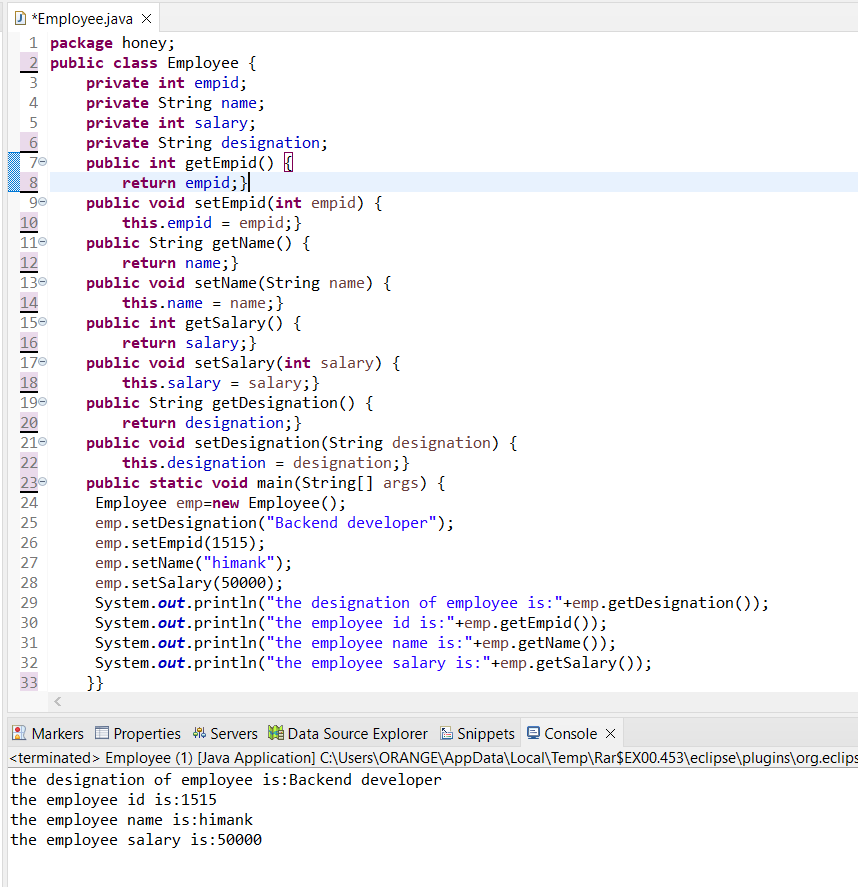 *Employee.java
1 package honey;
2 public class Employee {
3 private int empid;
4 private String name;
5 private int salary;
6 private String designation;
7 public int getEmpid() {
8 return empid;}
9 public void setEmpid(int empid) {
10 this.empid = empid;}
11 public String getName() {
12 return name;}
13 public void setName(String name) {
14 this.name = name;}
15 public int getSalary() {
16 return salary;}
17 public void setSalary(int salary) {
18 this.salary = salary;}
19 public String getDesignation() {
20 return designation;}
21 public void setDesignation(String designation) {
22 this.designation = designation;}
23 public static void main(String[] args) {
24 Employee emp=new Employee();
25 emp.setDesignation("Backend developer");
26 emp.setEmpid(1515);
27 emp.setName("himank");
28 emp.setSalary(50000);
29 System.out.println("the designation of employee is:"+emp.getDesignation());
30 System.out.println("the employee id is:"+emp.getEmpid());
31 System.out.println("the employee name is:"+emp.getName());
32 System.out.println("the employee salary is:"+emp.getSalary());
33 }}
Markers Properties Servers Data Source Explorer Snippets Console
<terminated> Employee (1) [Java Application] C:\Users\ORANGE\AppData\Local\Temp\Rar$EX00.453\eclipse\plugins\org.eclips
the designation of employee is:Backend developer
the employee id is:1515
the employee name is:himank
the employee salary is:50000